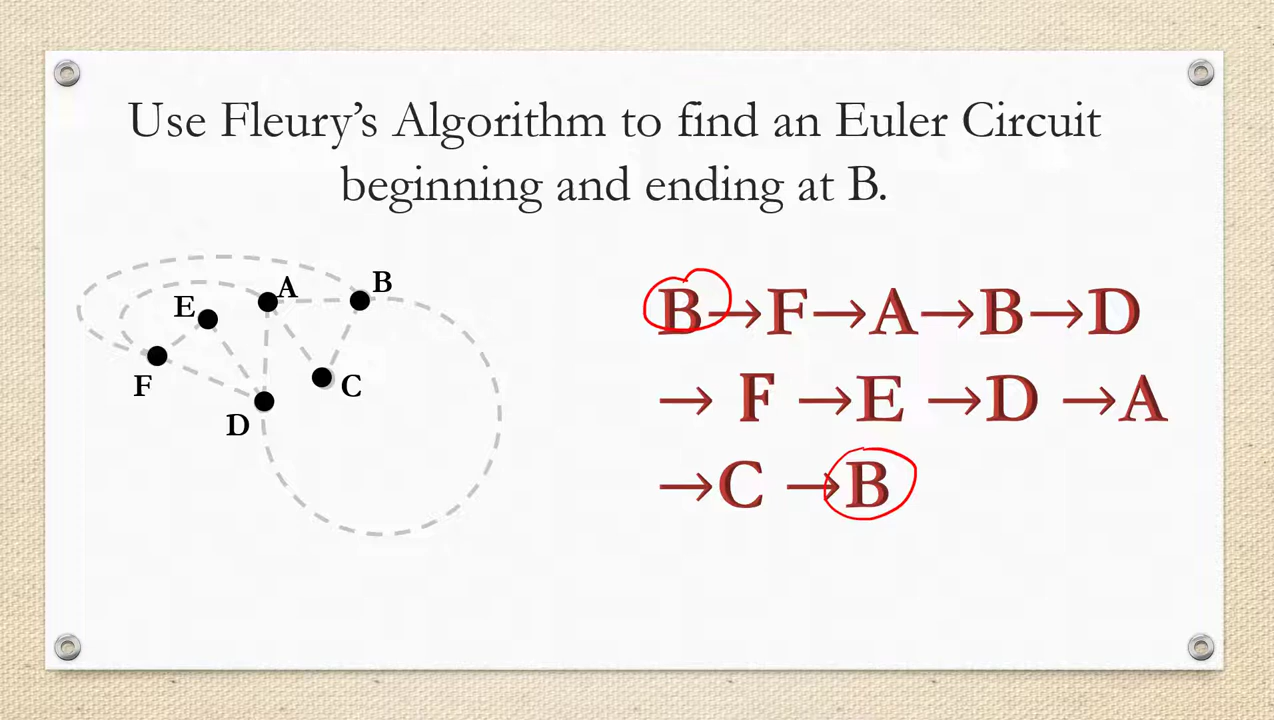 Use Fleury's Algorithm to find an Euler Circuit
beginning and ending at B.
A
B
E
F
C
D
B→F→A→B→D
→ F →E →D →A
→C →B